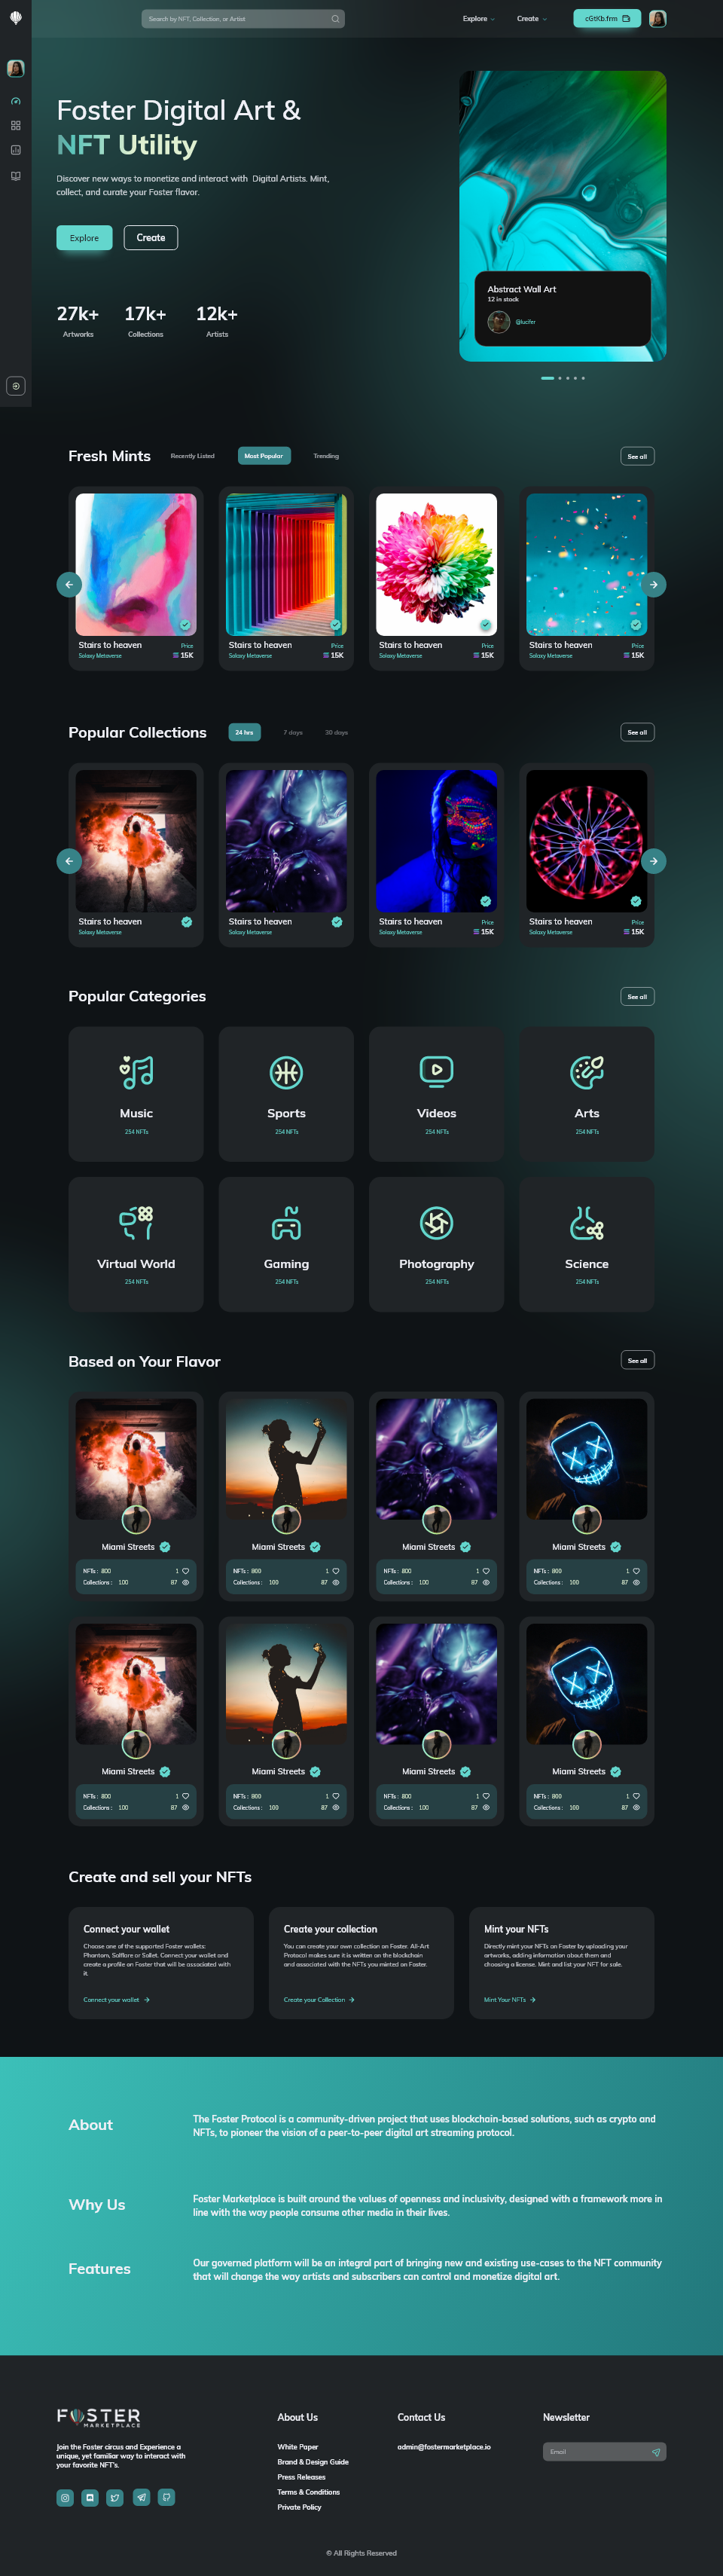 Search by NFT, Collection, or Artist
Explore
Create
cGtKb.frm
Foster Digital Art &
NFT Utility
Discover new ways to monetize and interact with Digital Artists. Mint,
collect, and curate your Foster flavor.
Explore
Create
27k+
17k+
12k+
Artworks
Collections
Artists
Abstract Wall Art
12 in stock
@lucifer
Fresh Mints
Recently Listed
Most Popular
Trending
See all
Stairs to heaven
Price
Solaxy Metaverse
15K
Stairs to heaven
Price
Solaxy Metaverse
15K
Stairs to heaven
Price
Solaxy Metaverse
15K
Stairs to heaven
Price
Solaxy Metaverse
15K
Popular Collections
24 hrs
7 days
30 days
See all
Stairs to heaven
Solaxy Metaverse
Stairs to heaven
Solaxy Metaverse
Stairs to heaven
Price
Solaxy Metaverse
15K
Stairs to heaven
Price
Solaxy Metaverse
15K
Popular Categories
See all
Music
254 NFTs
Sports
254 NFTs
Videos
254 NFTs
Arts
254 NFTs
Virtual World
254 NFTs
Gaming
254 NFTs
Photography
254 NFTs
Science
254 NFTs
Based on Your Flavor
See all
Miami Streets
NFTs : 800
1
Collections : 100
87
Miami Streets
NFTs : 800
1
Collections : 100
87
Miami Streets
NFTs : 800
1
Collections : 100
87
Miami Streets
NFTs : 800
1
Collections : 100
87
Miami Streets
NFTs : 800
1
Collections : 100
87
Miami Streets
NFTs : 800
1
Collections : 100
87
Miami Streets
NFTs : 800
1
Collections : 100
87
Miami Streets
NFTs : 800
1
Collections : 100
87
Create and sell your NFTs
Connect your wallet
Choose one of the supported Foster wallets:
Phantom, Solflare or Sollet. Connect your wallet and
create a profile on Foster that will be associated with
it.
Connect your wallet
Create your collection
You can create your own collection on Foster. All-Art
Protocol makes sure it is written on the blockchain
and associated with the NFTs you minted on Foster.
Create your Collection
Mint your NFTs
Directly mint your NFTs on Foster by uploading your
artworks, adding information about them and
choosing a license. Mint and list your NFT for sale.
Mint Your NFTs
About
The Foster Protocol is a community-driven project that uses blockchain-based solutions, such as crypto and
NFTs, to pioneer the vision of a peer-to-peer digital art streaming protocol.
Why Us
Foster Marketplace is built around the values of openness and inclusivity, designed with a framework more in
line with the way people consume other media in their lives.
Features
Our governed platform will be an integral part of bringing new and existing use-cases to the NFT community
that will change the way artists and subscribers can control and monetize digital art.
FOSTER
MARKETPLACE
Join the Foster circus and Experience a
unique, yet familiar way to interact with
your favorite NFT's.
About Us
White Paper
Brand & Design Guide
Press Releases
Terms & Conditions
Private Policy
Contact Us
admin@fostermarketplace.io
Newsletter
Email
© All Rights Reserved